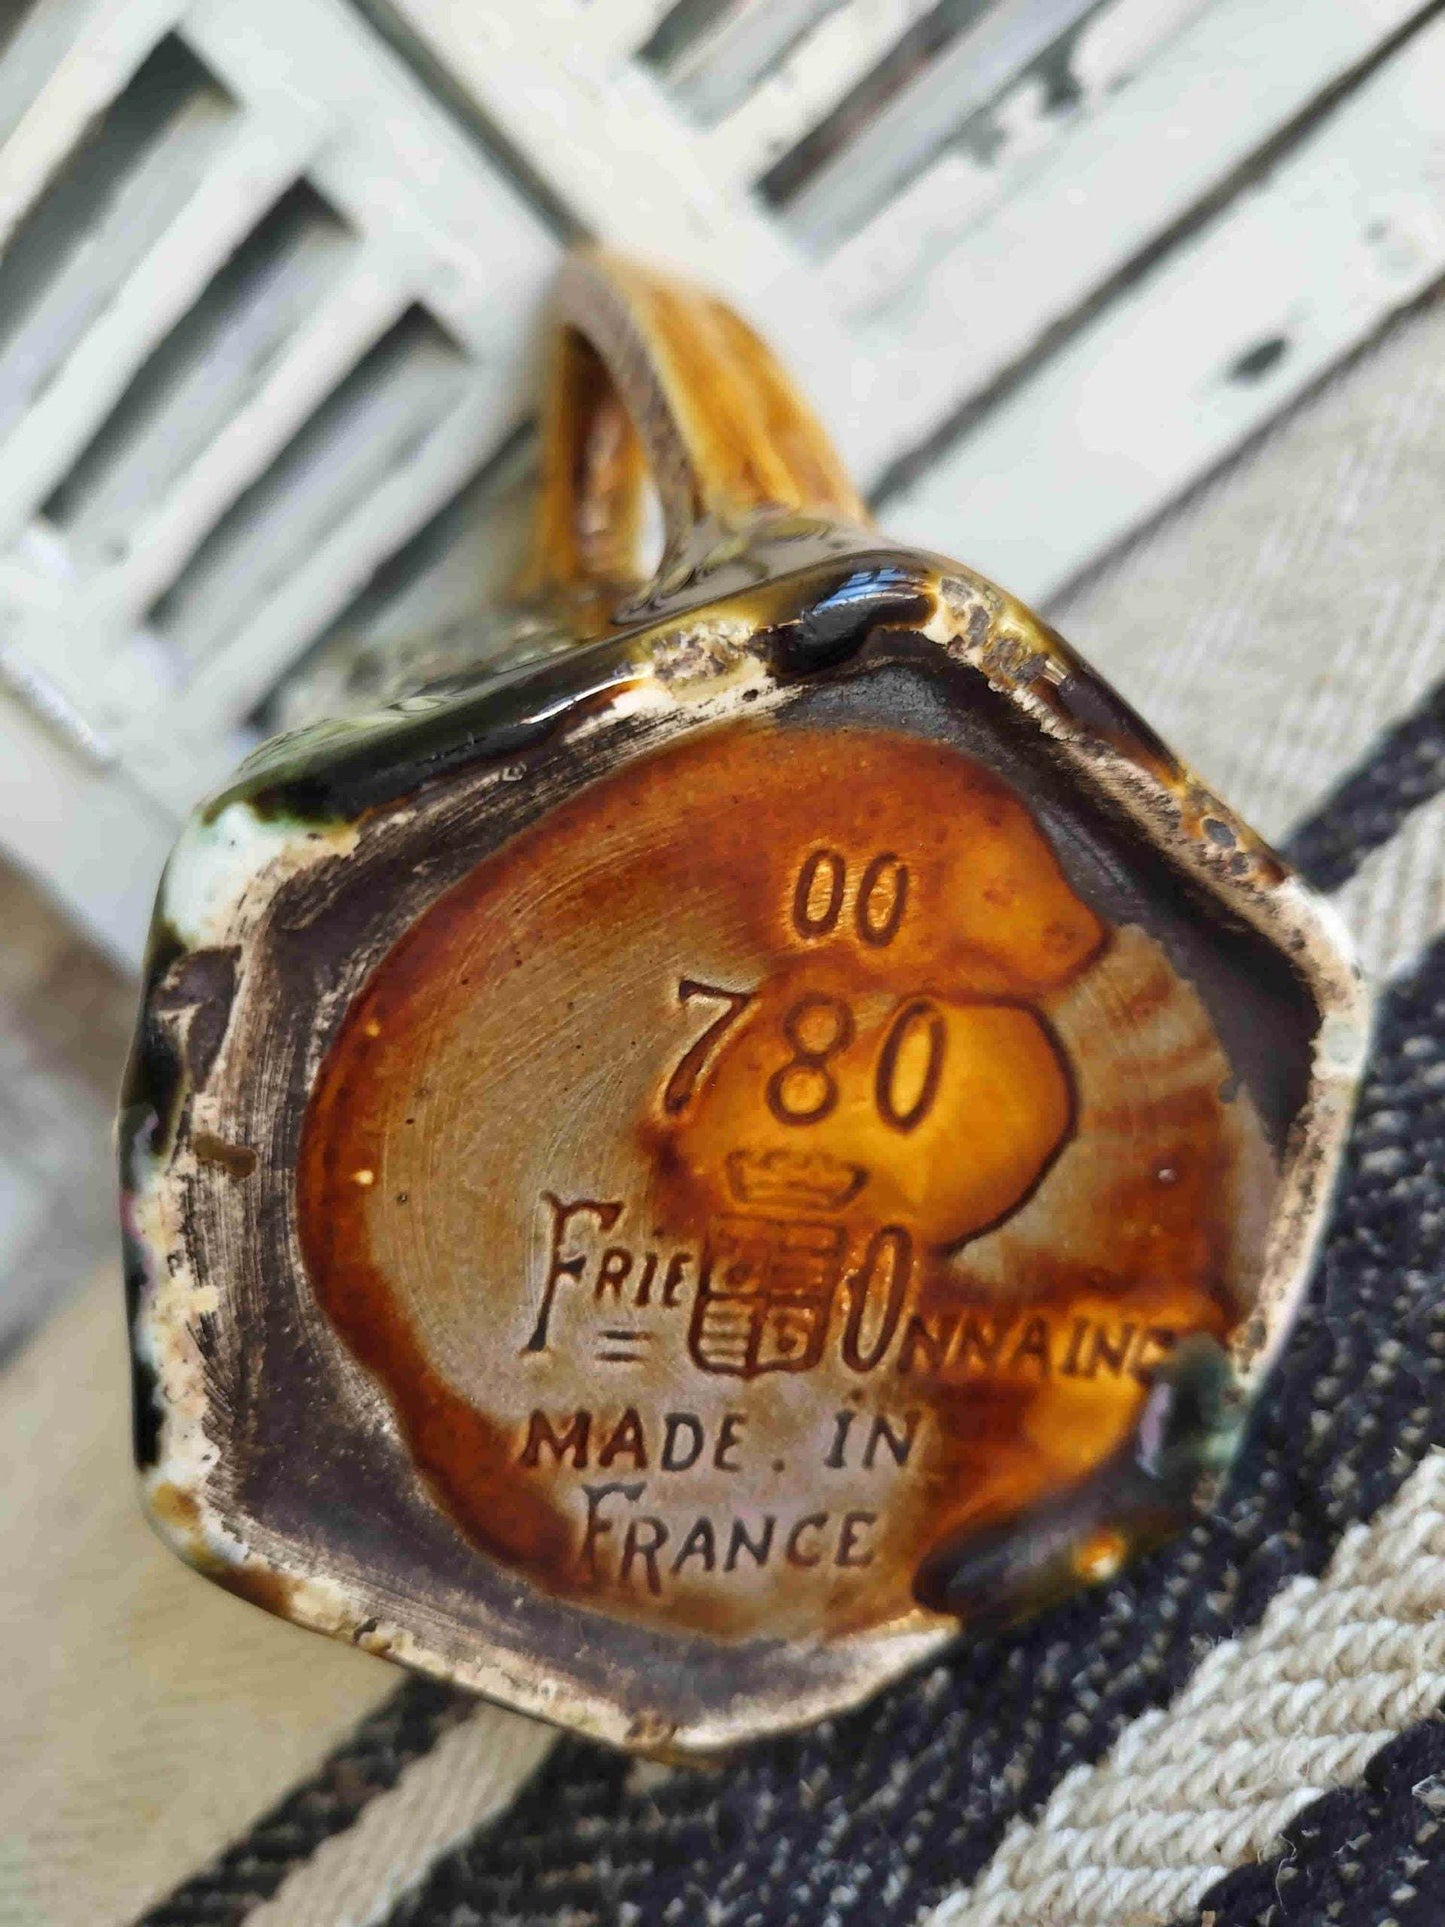 00
780
FRIE ONNAING
MADE . IN
FRANCE